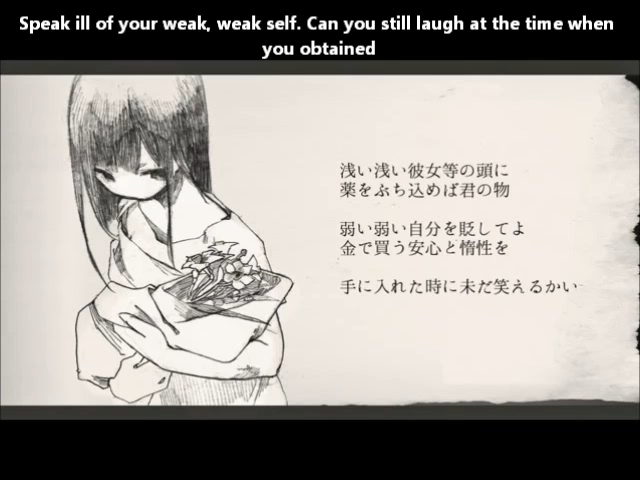 Speak ill of your weak, weak self. Can you still laugh at the time when
you obtained
浅い浅い彼女等の頭に
薬をぶち込めば君の物
弱い弱い自分を貶してよ
金で買う安心と惰性を
手に入れた時に未だ笑えるかい